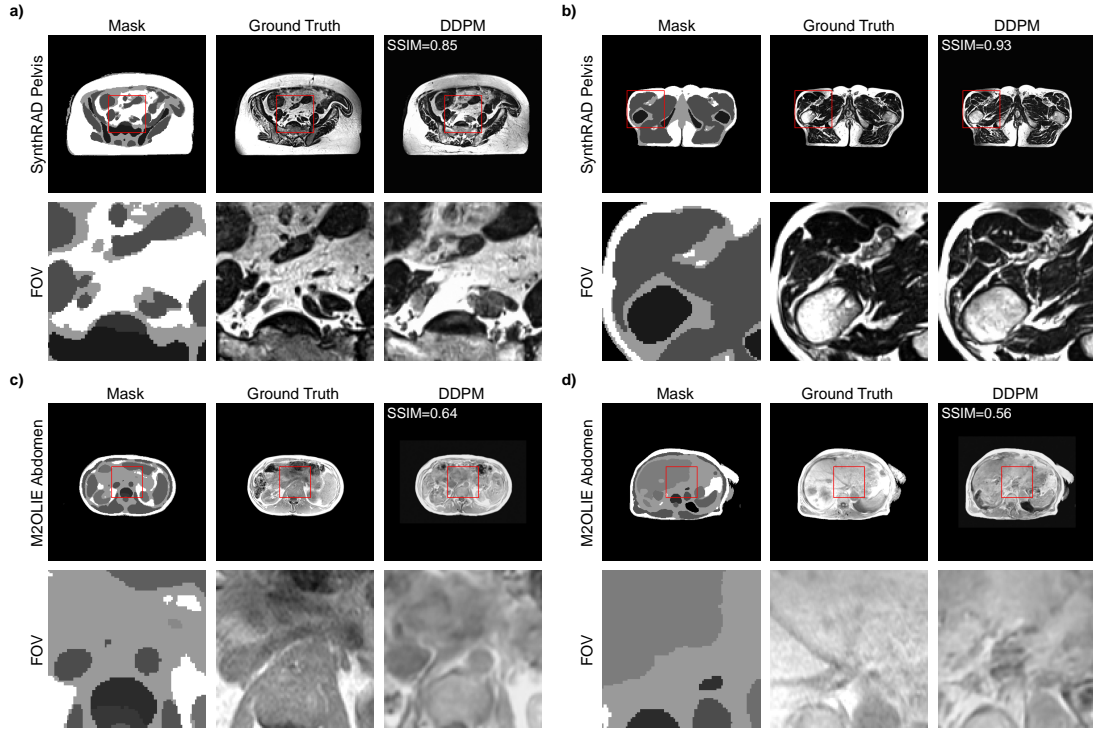 a)
Mask
Ground Truth
DDPM
SynthRAD Pelvis
SSIM=0.85
FOV
b)
Mask
Ground Truth
DDPM
SynthRAD Pelvis
SSIM=0.93
FOV
c)
Mask
Ground Truth
DDPM
M2OLIE Abdomen
SSIM=0.64
FOV
d)
Mask
Ground Truth
DDPM
M2OLIE Abdomen
SSIM=0.56
FOV